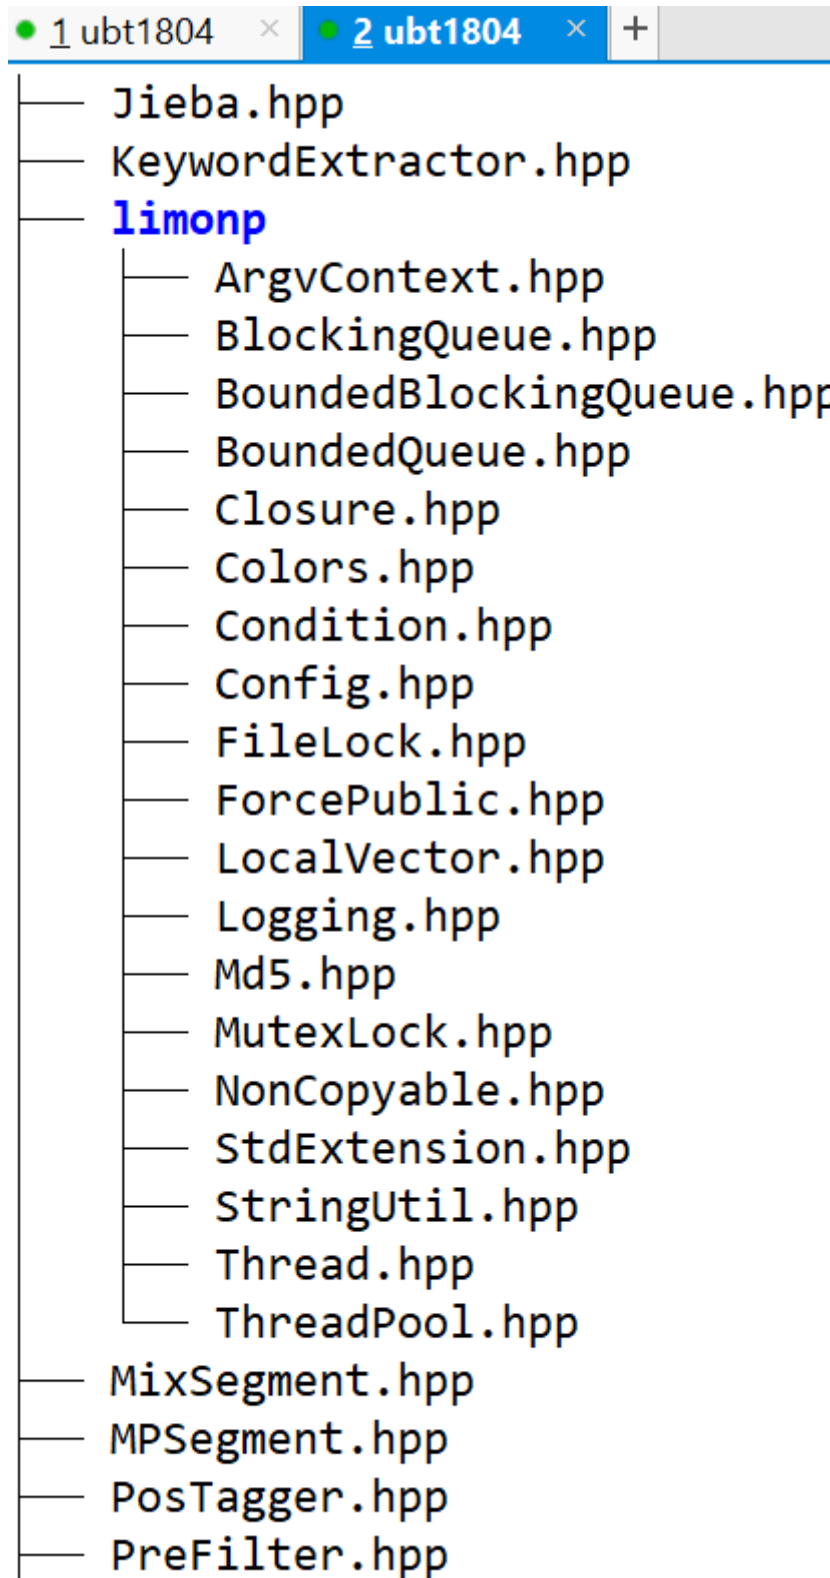 1 ubt1804 × 2 ubt1804 × +
├── Jieba.hpp
├── KeywordExtractor.hpp
├── limonp
│   ├── ArgvContext.hpp
│   ├── BlockingQueue.hpp
│   ├── BoundedBlockingQueue.hpp
│   ├── BoundedQueue.hpp
│   ├── Closure.hpp
│   ├── Colors.hpp
│   ├── Condition.hpp
│   ├── Config.hpp
│   ├── FileLock.hpp
│   ├── ForcePublic.hpp
│   ├── LocalVector.hpp
│   ├── Logging.hpp
│   ├── Md5.hpp
│   ├── MutexLock.hpp
│   ├── NonCopyable.hpp
│   ├── StdExtension.hpp
│   ├── StringUtil.hpp
│   ├── Thread.hpp
│   └── ThreadPool.hpp
├── MixSegment.hpp
├── MPSegment.hpp
├── PosTagger.hpp
├── PreFilter.hpp